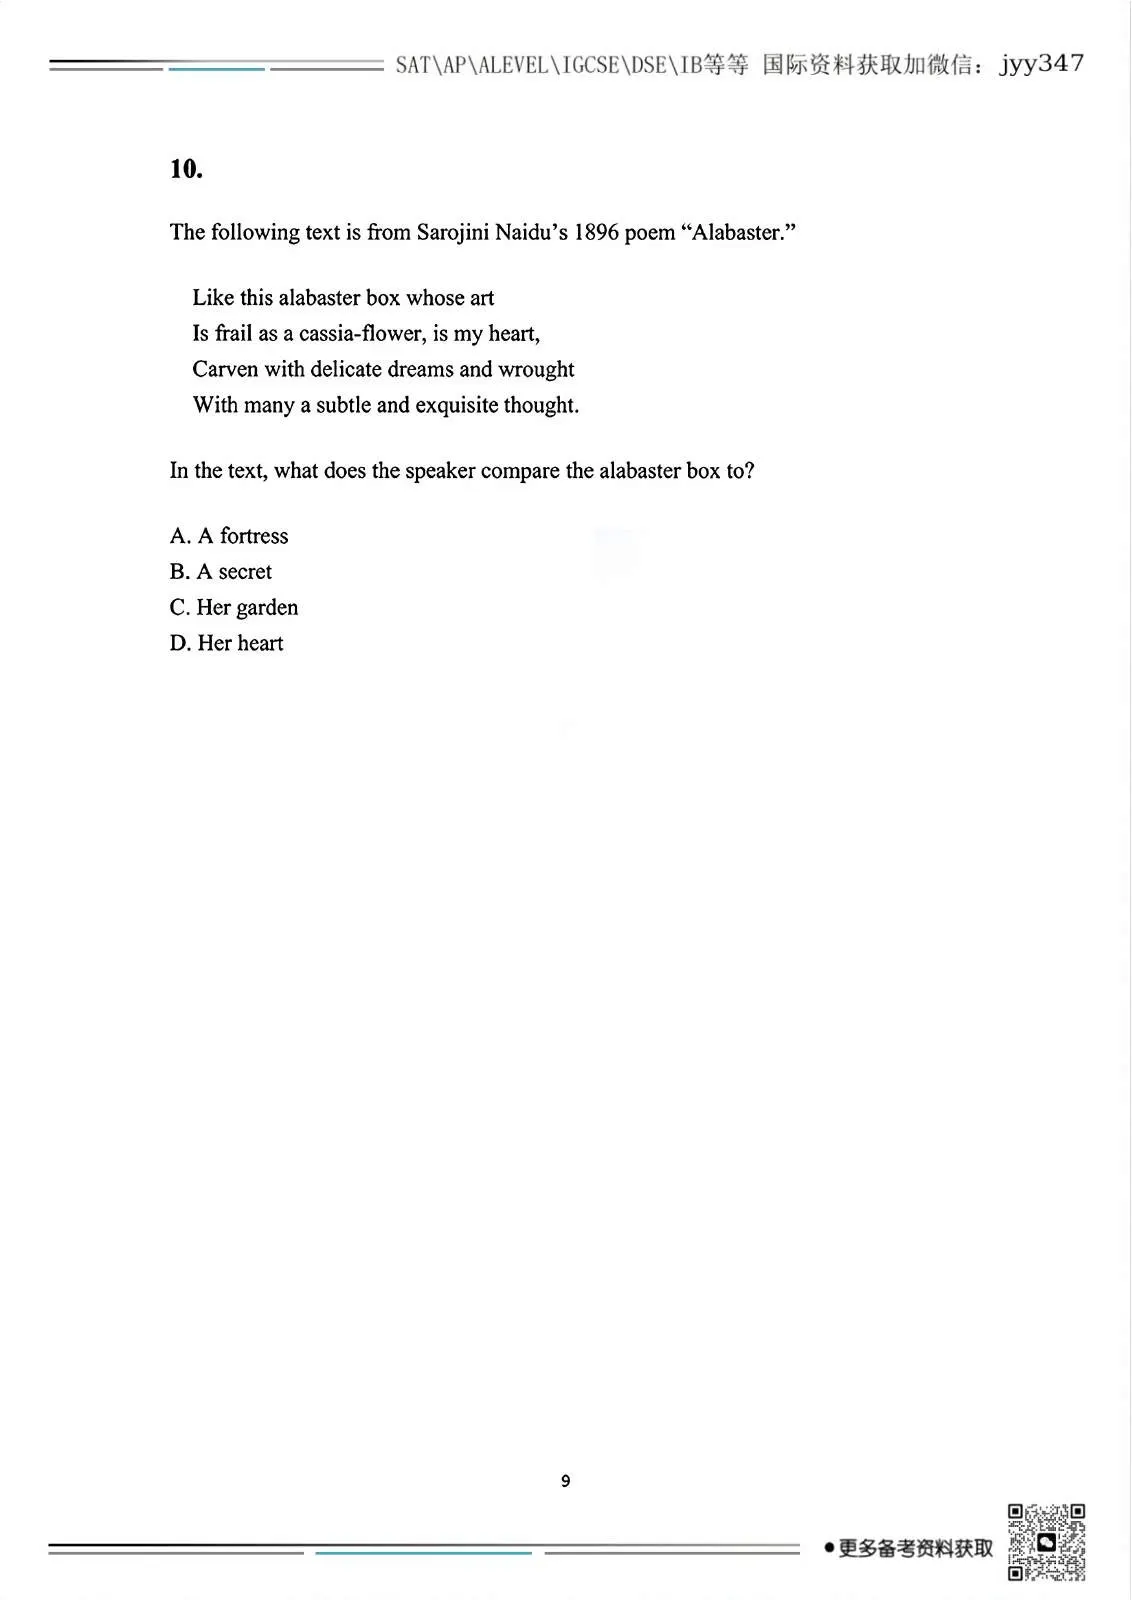 SAT\AP\ALEVEL\IGCSE\DSE\IB等等 国际资料获取加微信：jyy347
10.
The following text is from Sarojini Naidu’s 1896 poem “Alabaster.”
Like this alabaster box whose art
Is frail as a cassia-flower, is my heart,
Carven with delicate dreams and wrought
With many a subtle and exquisite thought.
In the text, what does the speaker compare the alabaster box to?
A. A fortress
B. A secret
C. Her garden
D. Her heart
9
●更多备考资料获取